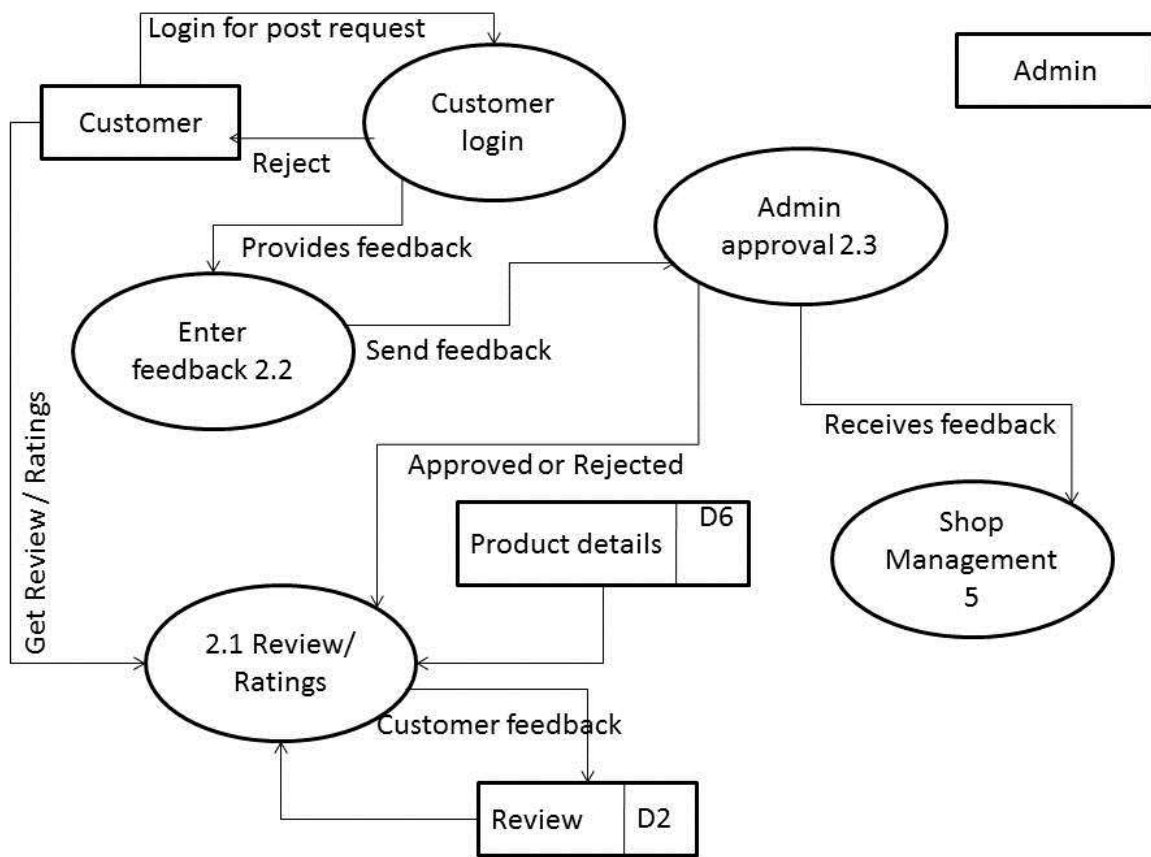 Login for post request
Admin
Customer
Customer
login
Reject
Admin
approval 2.3
Provides feedback
Enter
feedback 2.2
Send feedback
Receives feedback
Get Review / Ratings
Approved or Rejected
D6
Product details
Shop
Management
5
2.1 Review/
Ratings
Customer feedback
Review
D2